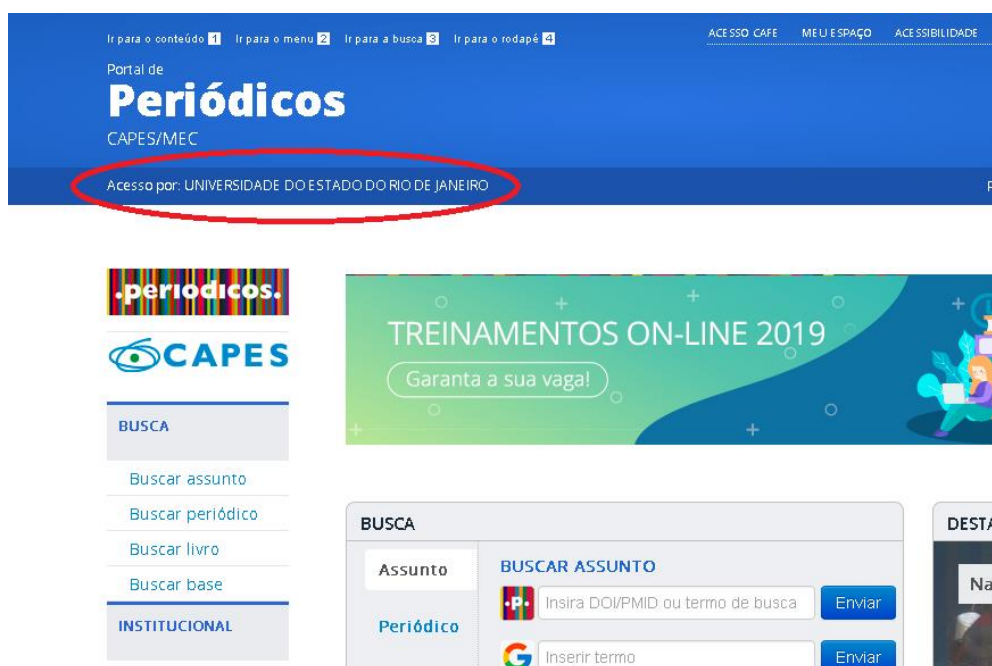 Ir para o conteúdo 1 Ir para o menu 2 Ir para a busca 3 Ir para o rodapé 4
ACESSO CAFE MEU ESPAÇO ACESSIBILIDADE
Portal de
Periódicos
CAPES/MEC
Acesso por: UNIVERSIDADE DO ESTADO DO RIO DE JANEIRO
.periodicos.
CAPES
TREINAMENTOS ON-LINE 2019
Garanta a sua vaga!
BUSCA
Buscar assunto
Buscar periódico
Buscar livro
Buscar base
INSTITUCIONAL
BUSCA
Assunto
Periódico
BUSCAR ASSUNTO
.P. Insira DOI/PMID ou termo de busca Enviar
G Inserir termo Enviar
DESTA
Na